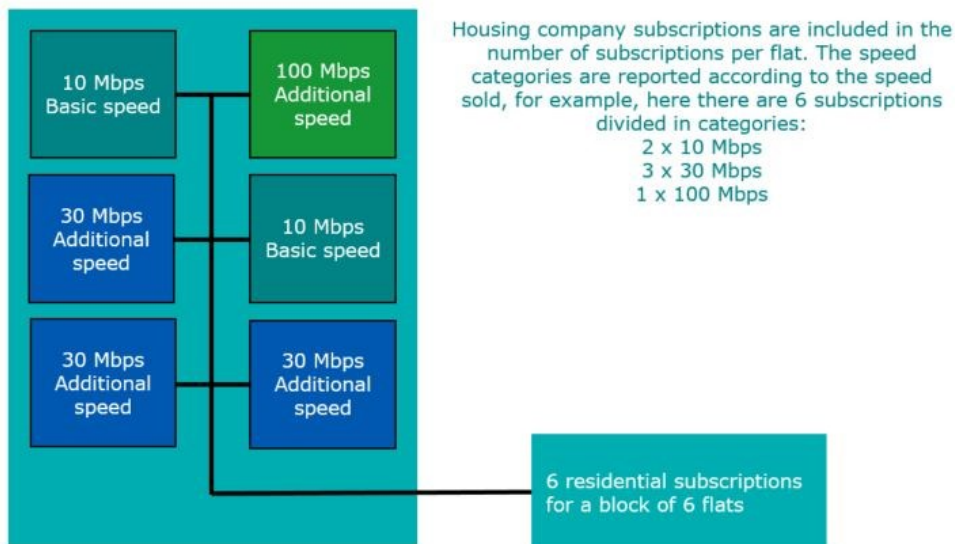 10 Mbps
Basic speed
100 Mbps
Additional
speed
30 Mbps
Additional
speed
10 Mbps
Basic speed
30 Mbps
Additional
speed
30 Mbps
Additional
speed
Housing company subscriptions are included in the
number of subscriptions per flat. The speed
categories are reported according to the speed
sold, for example, here there are 6 subscriptions
divided in categories:
2 x 10 Mbps
3 x 30 Mbps
1 x 100 Mbps
6 residential subscriptions
for a block of 6 flats